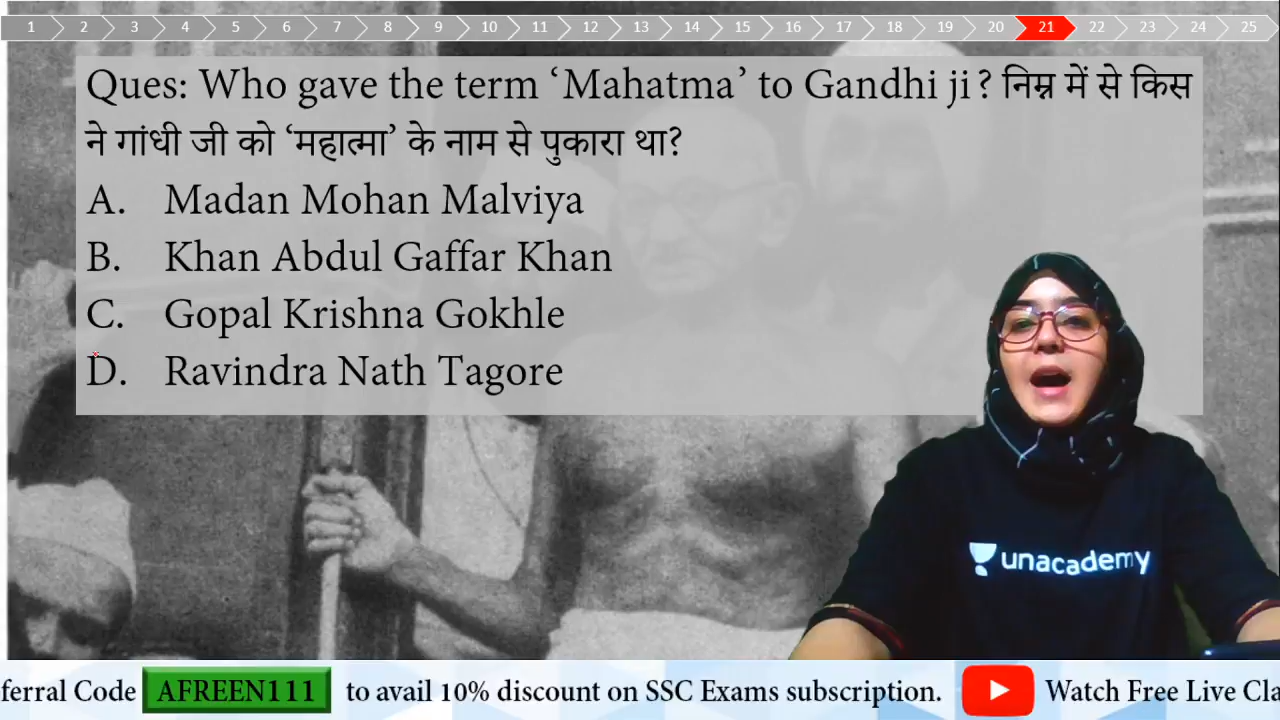 1 2 3 4 5 6 7 8 9 10 11 12 13 14 15 16 17 18 19 20 21 22 23 24 25
Ques: Who gave the term ‘Mahatma’ to Gandhi ji? निम्न में से किस
ने गांधी जी को ‘महात्मा’ के नाम से पुकारा था?
A. Madan Mohan Malviya
B. Khan Abdul Gaffar Khan
C. Gopal Krishna Gokhle
D. Ravindra Nath Tagore
unacademy
ferral Code AFREEN111 to avail 10% discount on SSC Exams subscription. Watch Free Live Cla